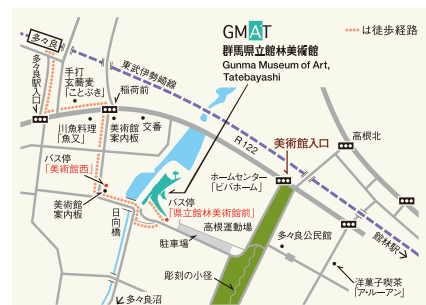 GMAT
群馬県立館林美術館
Gunma Museum of Art,
Tatebayashi
は徒歩経路
多々良
多々良駅入口
手打
玄蕎麦
「ことぶき」
稲荷前
東武伊勢崎線
川魚料理
「魚又」
美術館
案内板
交番
R122
美術館入口
高根北
バス停
「美術館西」
ホームセンター
「ビバホーム」
美術館
案内板
日向橋
バス停
「県立館林美術館前」
高根運動場
駐車場
多々良公民館
館林駅
彫刻の小径
洋菓子喫茶
「ア・ルーアン」
多々良沼